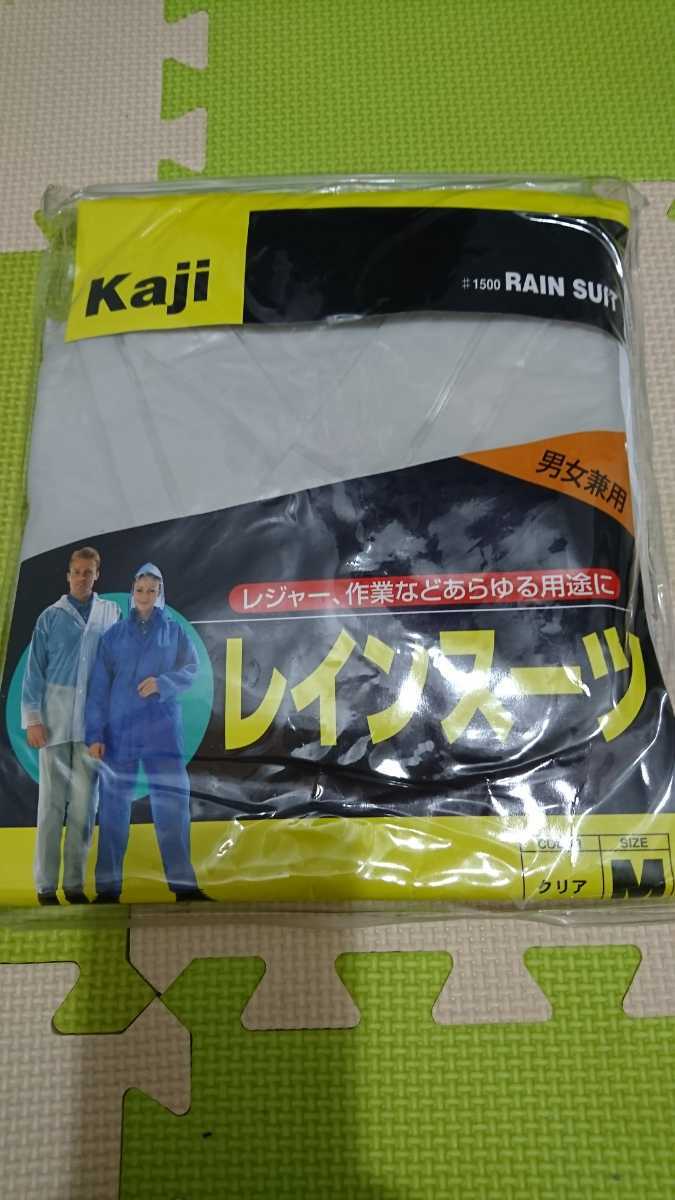 Kaji
#1500 RAIN SUIT
男女兼用
レジャー、作業などあらゆる用途に
レインスーツ
COLOR SIZE
クリア M